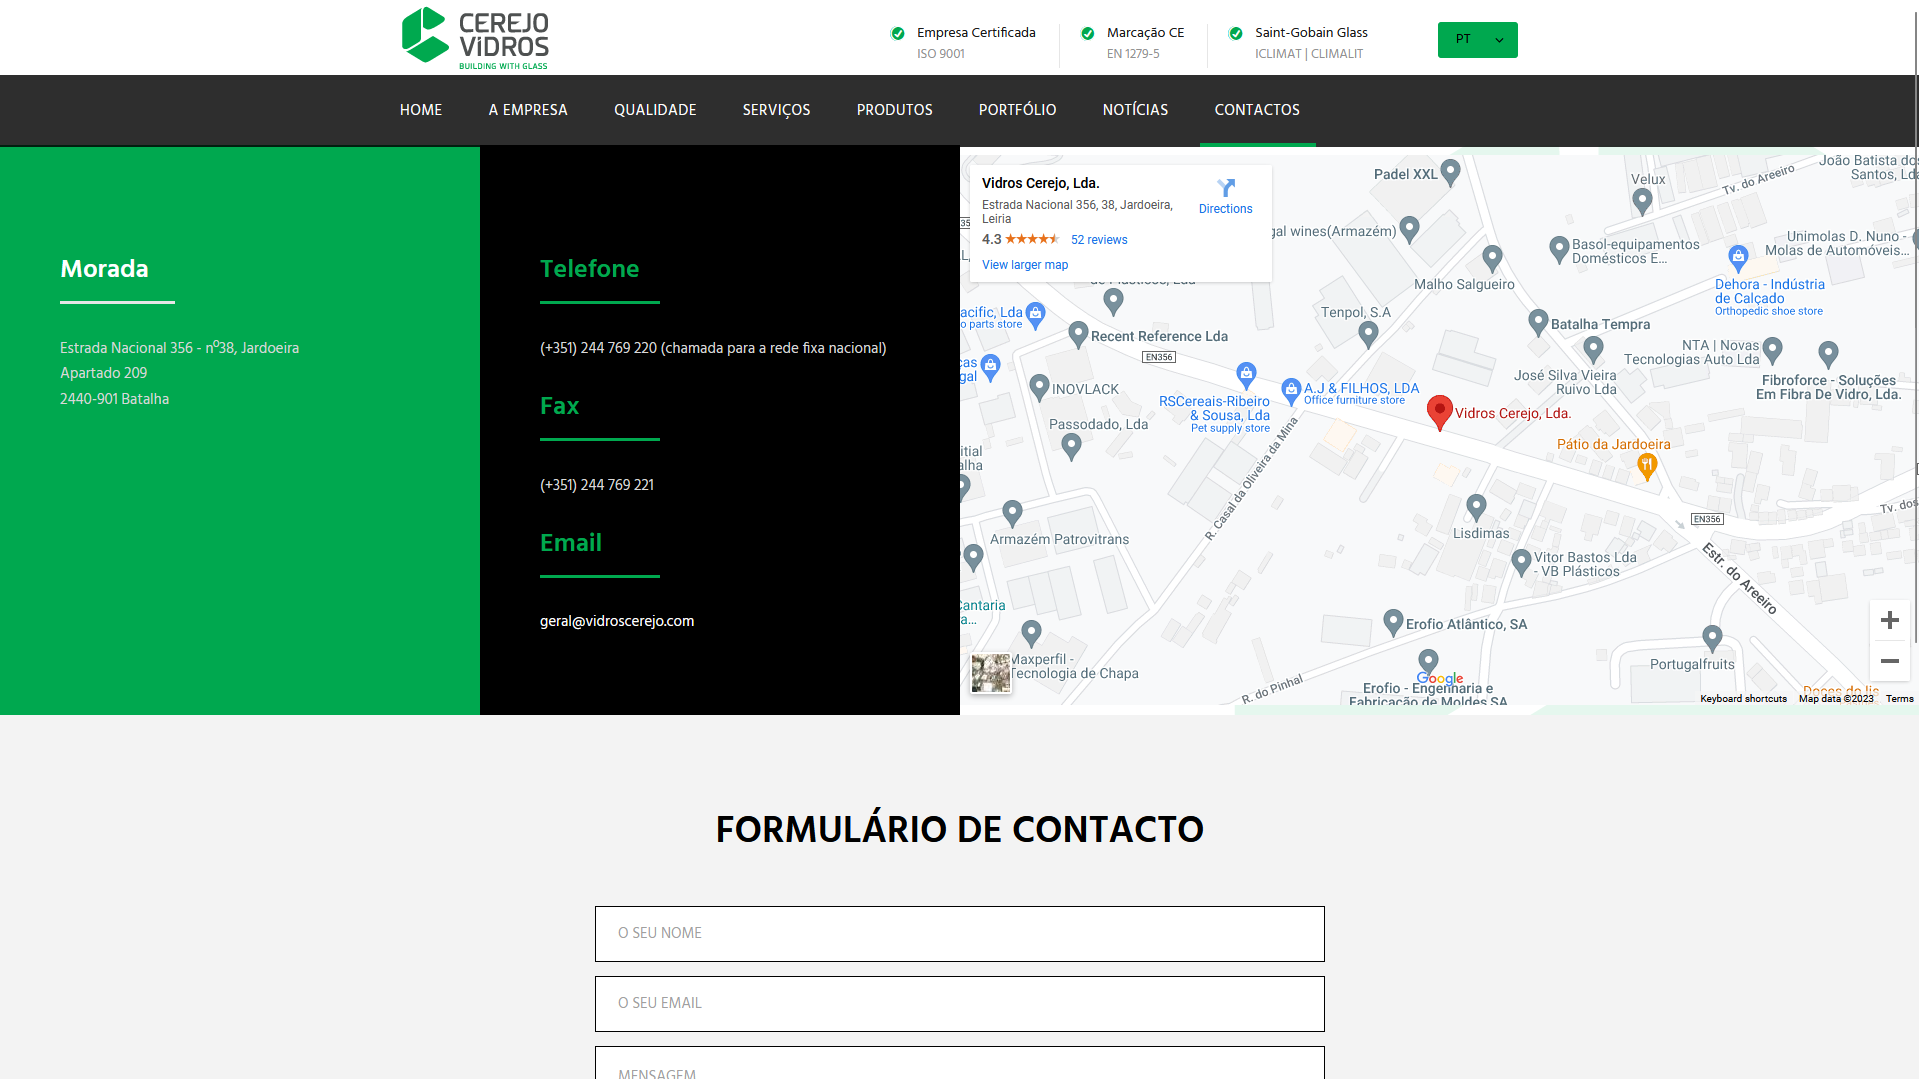 CEREJO
VIDROS
BUILDING WITH GLASS
Empresa Certificada
ISO 9001
Marcação CE
EN 1279-5
Saint-Gobain Glass
ICLIMAT | CLIMALIT
PT
HOME
A EMPRESA
QUALIDADE
SERVIÇOS
PRODUTOS
PORTFÓLIO
NOTÍCIAS
CONTACTOS
Morada
Estrada Nacional 356 - nº38, Jardoeira
Apartado 209
2440-901 Batalha
Telefone
(+351) 244 769 220 (chamada para a rede fixa nacional)
Fax
(+351) 244 769 221
Email
geral@vidroscerejo.com
Vidros Cerejo, Lda.
Estrada Nacional 356, 38, Jardoeira,
Leiria
4.3
52 reviews
View larger map
Directions
Padel XXL
Velux
Tv. do Areeiro
João Batista dos
Santos, Lda
gal wines(Armazém)
Basol-equipamentos
Domésticos E...
Unimolas D. Nuno -
Molas de Automóveis...
Malho Salgueiro
Dehora - Indústria
de Calçado
Orthopedic shoe store
acific, Lda
o parts store
Tenpol, S.A
Batalha Tempra
Recent Reference Lda
EN356
NTA | Novas
Tecnologias Auto Lda
cas
gal
José Silva Vieira
Ruivo Lda
Fibroforce - Soluções
Em Fibra De Vidro, Lda.
INOVLACK
A.J & FILHOS, LDA
Office furniture store
RSCereais-Ribeiro
& Sousa, Lda
Pet supply store
Vidros Cerejo, Lda.
Passodado, Lda
Pátio da Jardoeira
itial
alha
R. Casal da Oliveira da Mina
Tv. dos
EN356
Armazém Patrovitrans
Lisdimas
Vitor Bastos Lda
- VB Plásticos
Estr. do Areeiro
Cantaria
a...
Erofio Atlântico, SA
Maxperfil -
Tecnologia de Chapa
Portugalfruits
Google
R. do Pinhal
Erofio - Engenharia e
Fabricação de Moldes SA
Keyboard shortcuts
Map data ©2023
Terms
FORMULÁRIO DE CONTACTO
O SEU NOME
O SEU EMAIL
MENSAGEM